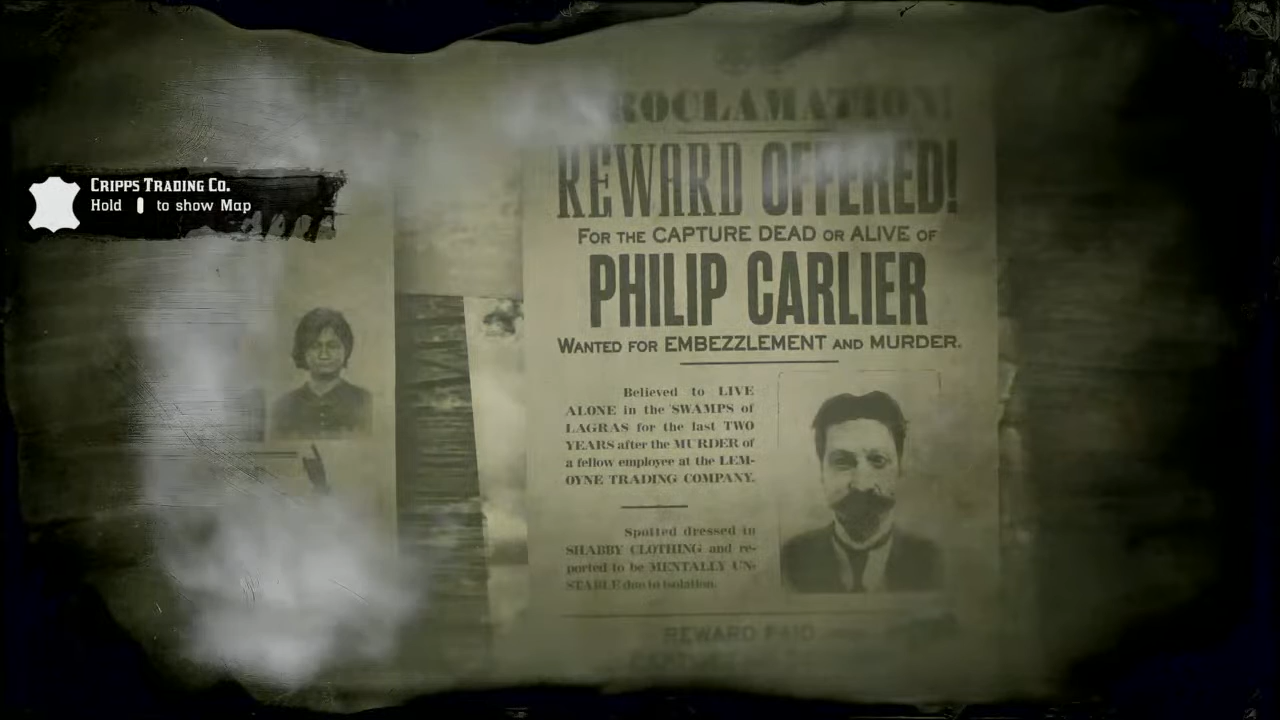 CRIPPS TRADING CO.
Hold to show Map
PROCLAMATION!
REWARD OFFERED!
FOR THE CAPTURE DEAD OR ALIVE OF
PHILIP CARLIER
WANTED FOR EMBEZZLEMENT AND MURDER.
Believed to LIVE
ALONE in the SWAMPS of
LAGRAS for the last TWO
YEARS after the MURDER of
a fellow employee at the LEM-
OYNE TRADING COMPANY.
Spotted dressed in
SHABBY CLOTHING and re-
ported to be MENTALLY UN-
STABLE due to isolation.
REWARD PAID